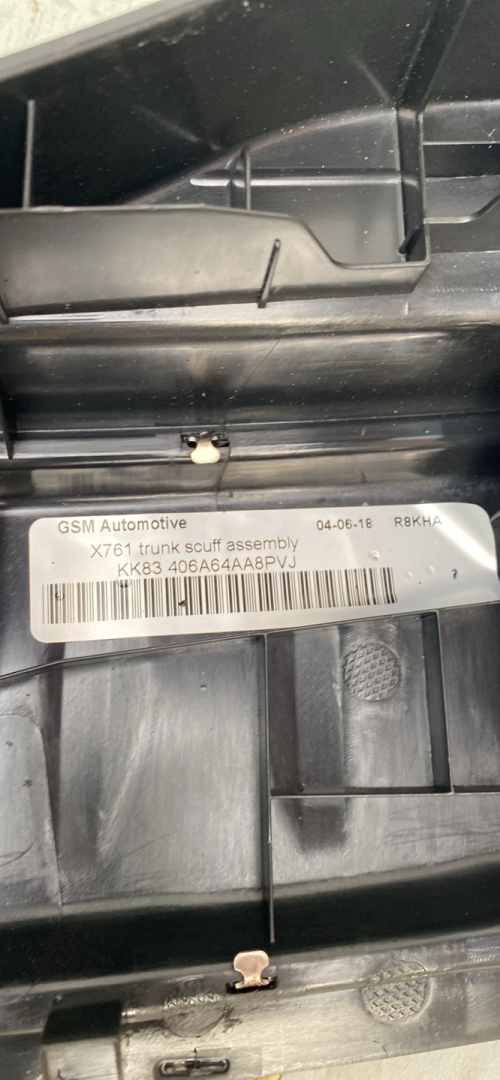 GSM Automotive 04-06-18 R8KHA
X761 trunk scuff assembly
KK83 406A64AA8PVJ